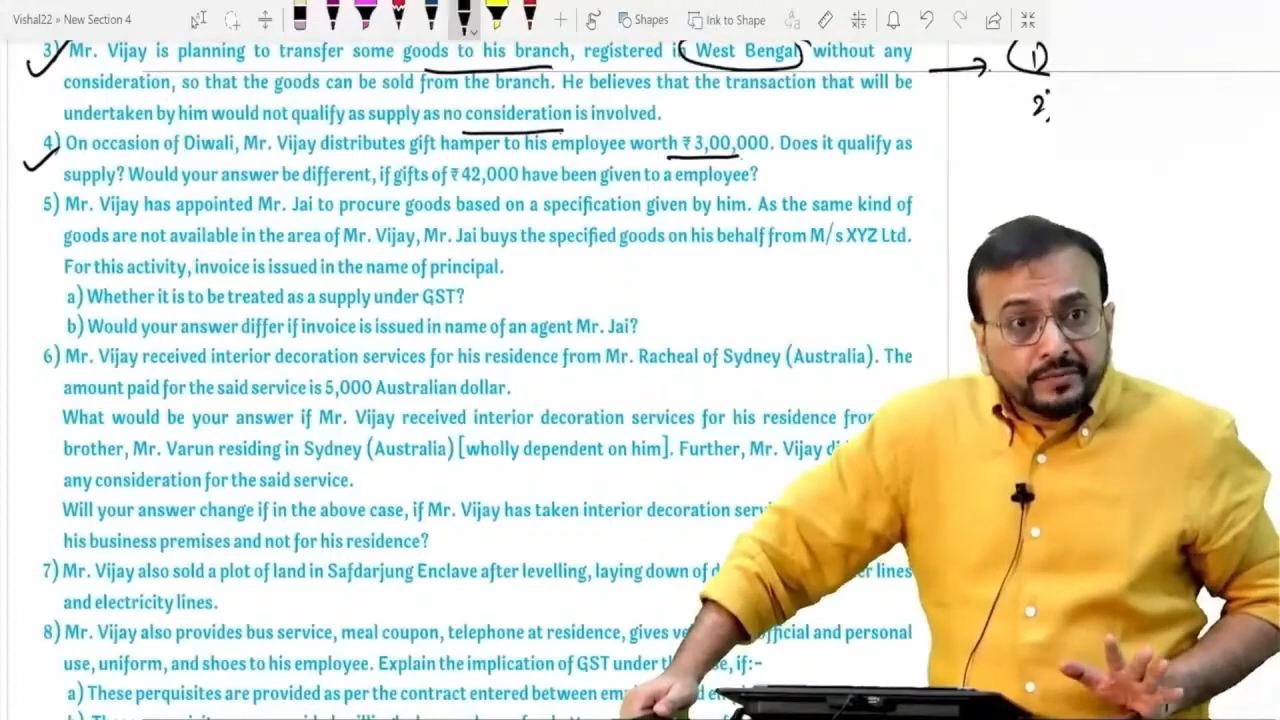 Vishal22 » New Section 4
Shapes
Ink to Shape
3) Mr. Vijay is planning to transfer some goods to his branch, registered in West Bengal without any
consideration, so that the goods can be sold from the branch. He believes that the transaction that will be
undertaken by him would not qualify as supply as no consideration is involved.
1)
2:
4) On occasion of Diwali, Mr. Vijay distributes gift hamper to his employee worth ₹ 3,00,000. Does it qualify as
supply? Would your answer be different, if gifts of ₹ 42,000 have been given to a employee?
5) Mr. Vijay has appointed Mr. Jai to procure goods based on a specification given by him. As the same kind of
goods are not available in the area of Mr. Vijay, Mr. Jai buys the specified goods on his behalf from M/s XYZ Ltd.
For this activity, invoice is issued in the name of principal.
a) Whether it is to be treated as a supply under GST?
b) Would your answer differ if invoice is issued in name of an agent Mr. Jai?
6) Mr. Vijay received interior decoration services for his residence from Mr. Racheal of Sydney (Australia). The
amount paid for the said service is 5,000 Australian dollar.
What would be your answer if Mr. Vijay received interior decoration services for his residence
brother, Mr. Varun residing in Sydney (Australia) [wholly dependent on him]. Further, Mr. Vijay
any consideration for the said service.
Will your answer change if in the above case, if Mr. Vijay has taken interior decoration
his business premises and not for his residence?
7) Mr. Vijay also sold a plot of land in Safdarjung Enclave after levelling, laying down of lines
and electricity lines.
8) Mr. Vijay also provides bus service, meal coupon, telephone at residence, gives official and personal
use, uniform, and shoes to his employee. Explain the implication of GST under if:-
a) These perquisites are provided as per the contract entered between